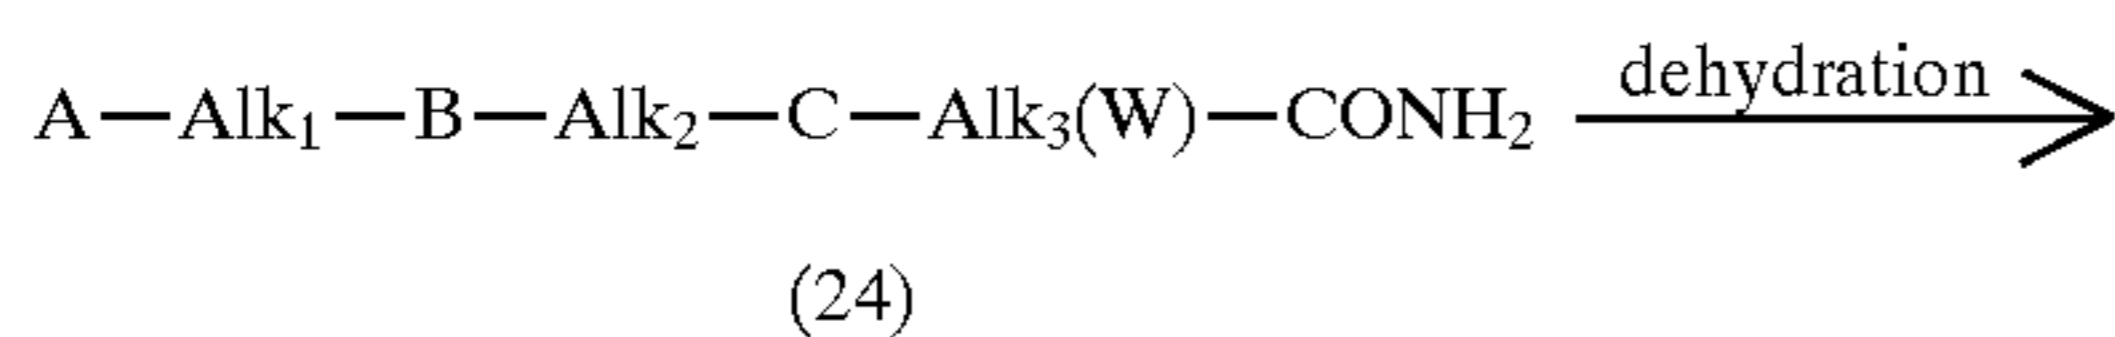 dehydration
A—Alk₁—B—Alk₂—C—Alk₃(W)—CONH₂
(24)